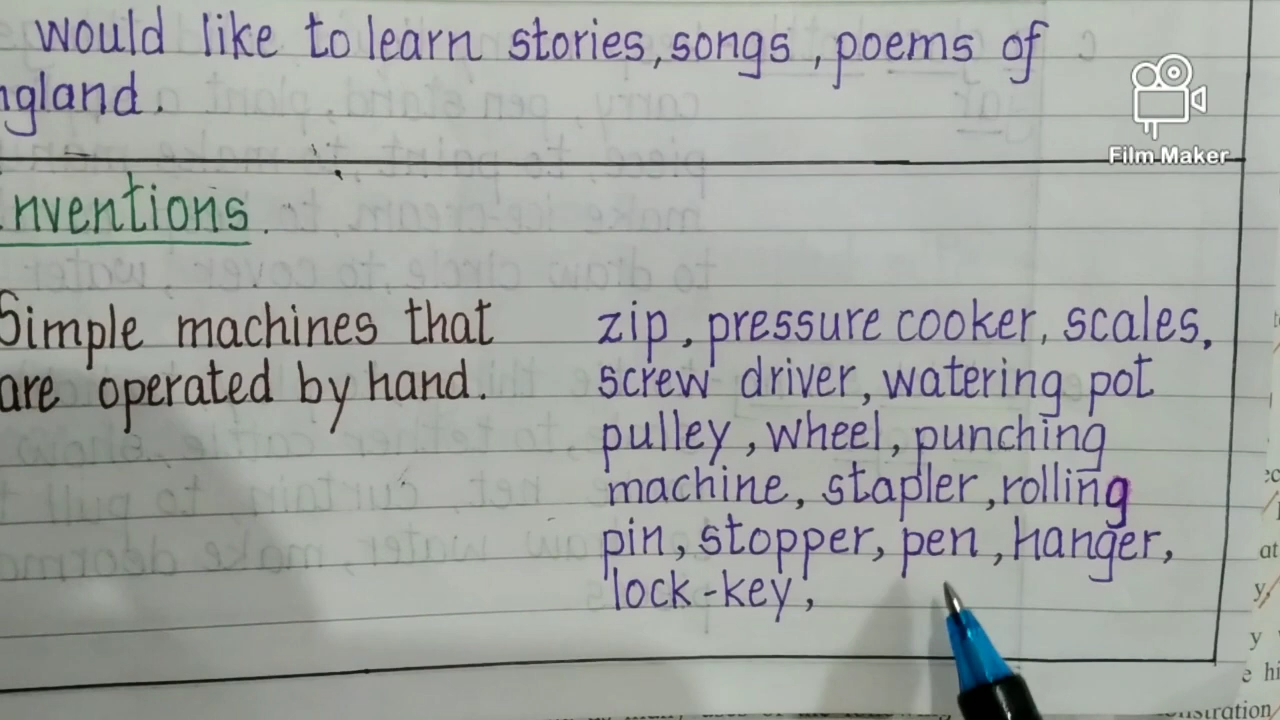 would like to learn stories, songs, poems of
ngland.
Film Maker
nventions.
Simple machines that
are operated by hand.
zip, pressure cooker, scales,
screw driver, watering pot
pulley, wheel, punching
machine, stapler, rolling
pin, stopper, pen, hanger,
lock-key,